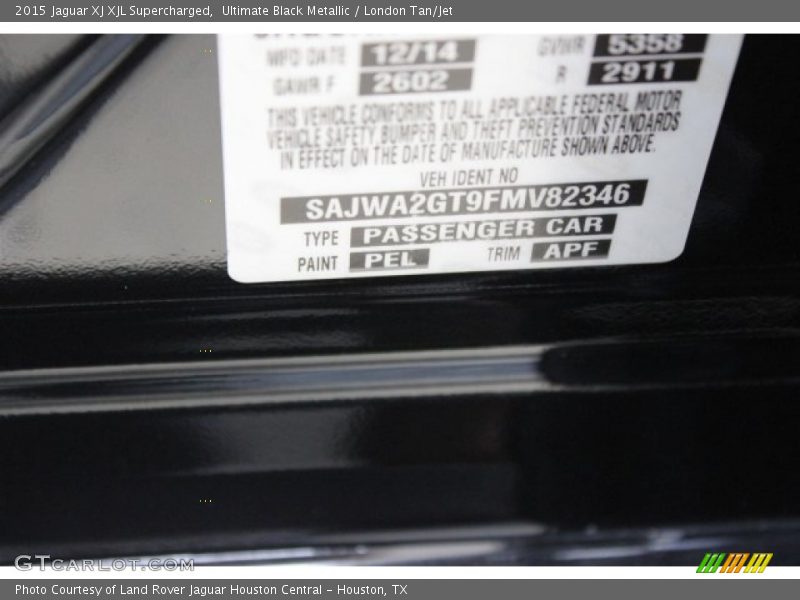 2015 Jaguar XJ XJL Supercharged, Ultimate Black Metallic / London Tan/Jet
MFD DATE 12/14 GVWR 5358
GAWR F 2602 R 2911
THIS VEHICLE CONFORMS TO ALL APPLICABLE FEDERAL MOTOR
VEHICLE SAFETY BUMPER AND THEFT PREVENTION STANDARDS
IN EFFECT ON THE DATE OF MANUFACTURE SHOWN ABOVE.
VEH IDENT NO
SAJWA2GT9FMV82346
TYPE PASSENGER CAR
PAINT PEL TRIM APF
GTCARLOT.COM
Photo Courtesy of Land Rover Jaguar Houston Central - Houston, TX